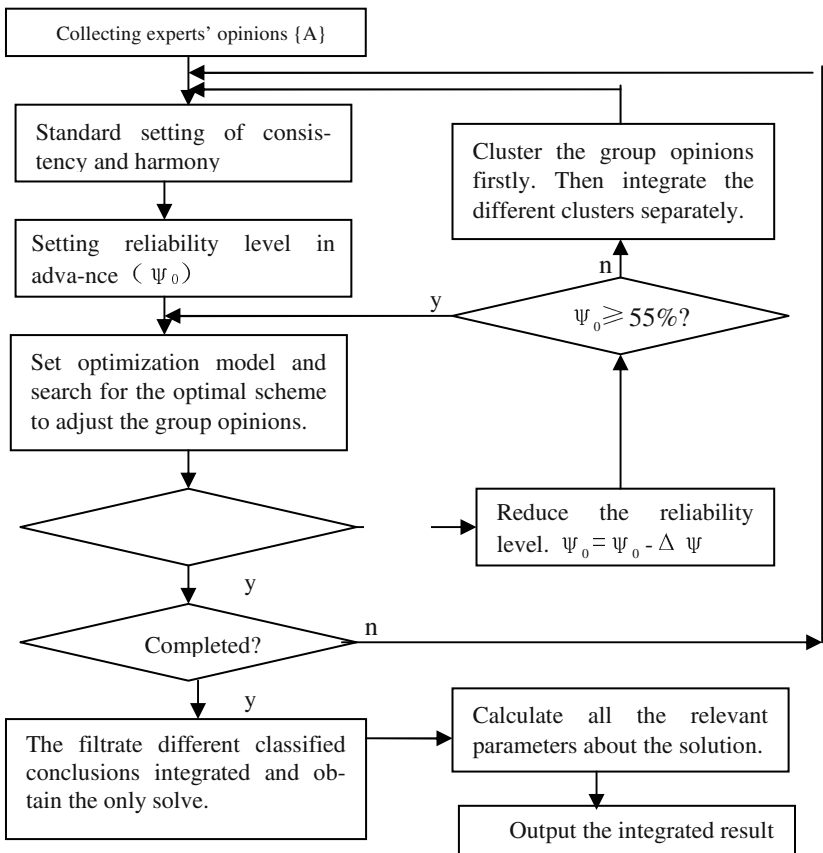 Collecting experts' opinions {A}
Standard setting of consis-
tency and harmony
Setting reliability level in
adva-nce ( Ψ₀)
Set optimization model and
search for the optimal scheme
to adjust the group opinions.
y
Completed?
n
y
The filtrate different classified
conclusions integrated and ob-
tain the only solve.
Cluster the group opinions
firstly. Then integrate the
different clusters separately.
n
y
Ψ₀≥55%?
Reduce the reliability
level. Ψ₀=Ψ₀-Δ Ψ
Calculate all the relevant
parameters about the solution.
Output the integrated result